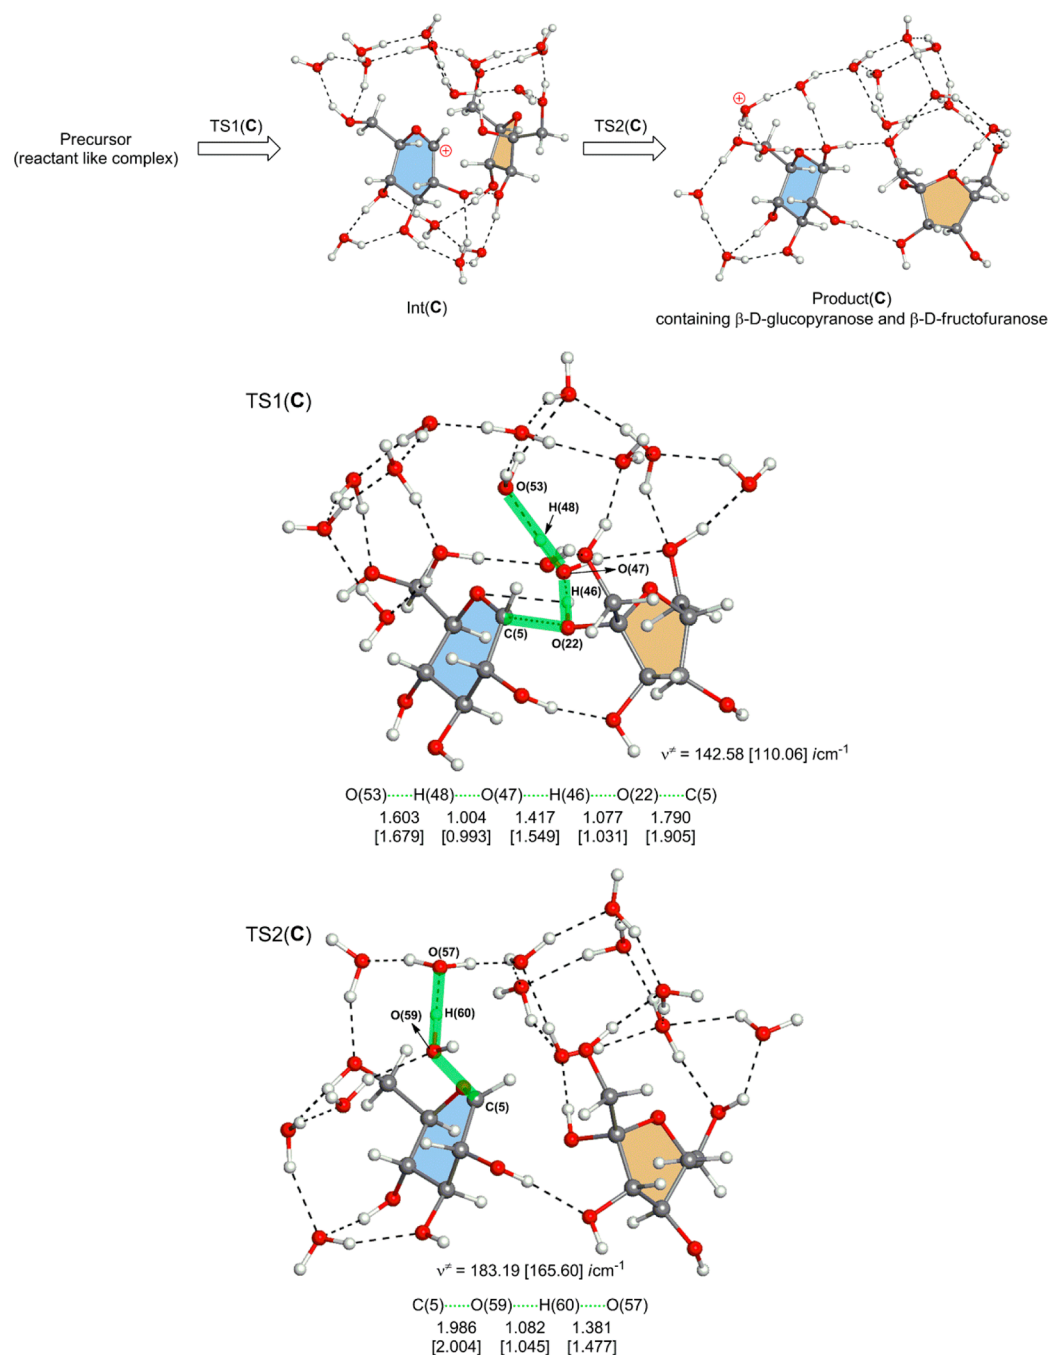 Precursor
(reactant like complex)
TS1(C)
⊕
Int(C)
TS2(C)
⊕
Product(C)
containing β-D-glucopyranose and β-D-fructofuranose
TS1(C)
O(53)
H(48)
O(47)
H(46)
C(5)
O(22)
ν≠ = 142.58 [110.06] icm-1
O(53)······H(48)······O(47)······H(46)······O(22)······C(5)
1.603 1.004 1.417 1.077 1.790
[1.679] [0.993] [1.549] [1.031] [1.905]
TS2(C)
O(57)
O(59)
H(60)
C(5)
ν≠ = 183.19 [165.60] icm-1
C(5)······O(59)······H(60)······O(57)
1.986 1.082 1.381
[2.004] [1.045] [1.477]